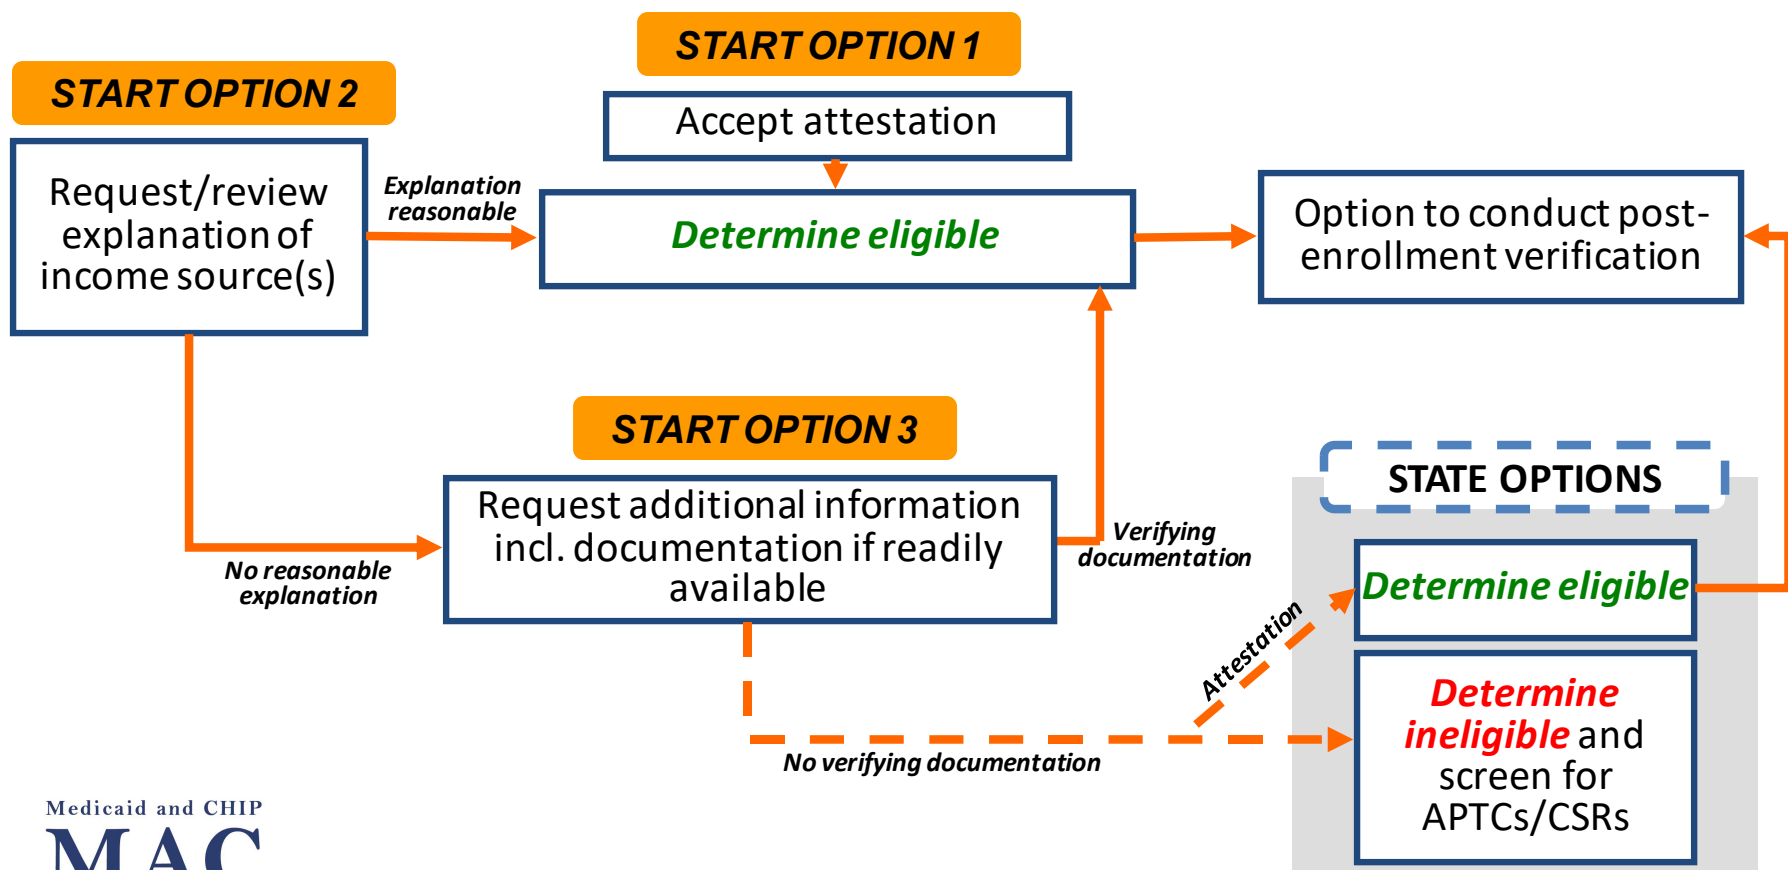 START OPTION 1
START OPTION 2
Accept attestation
Request/review
explanation of
income source(s)
Explanation
reasonable
Determine eligible
Option to conduct post-
enrollment verification
START OPTION 3
Request additional information
incl. documentation if readily
available
No reasonable
explanation
Verifying
documentation
STATE OPTIONS
Determine eligible
Attestation
Determine
ineligible and
screen for
APTCs/CSRs
No verifying documentation
Medicaid and CHIP
MAC